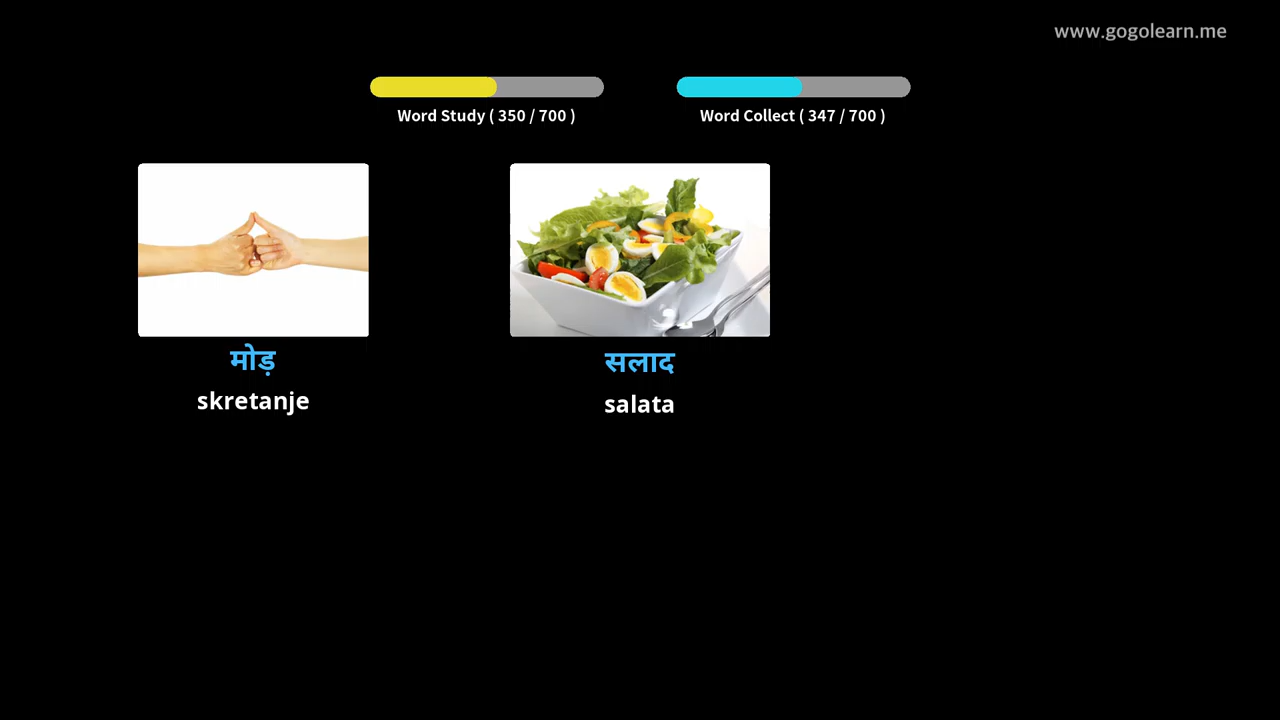 www.gogolearn.me
Word Study ( 350 / 700 )
Word Collect ( 347 / 700 )
मोड़
skretanje
सलाद
salata